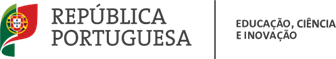 REPÚBLICA
PORTUGUESA
EDUCAÇÃO, CIÊNCIA
E INOVAÇÃO